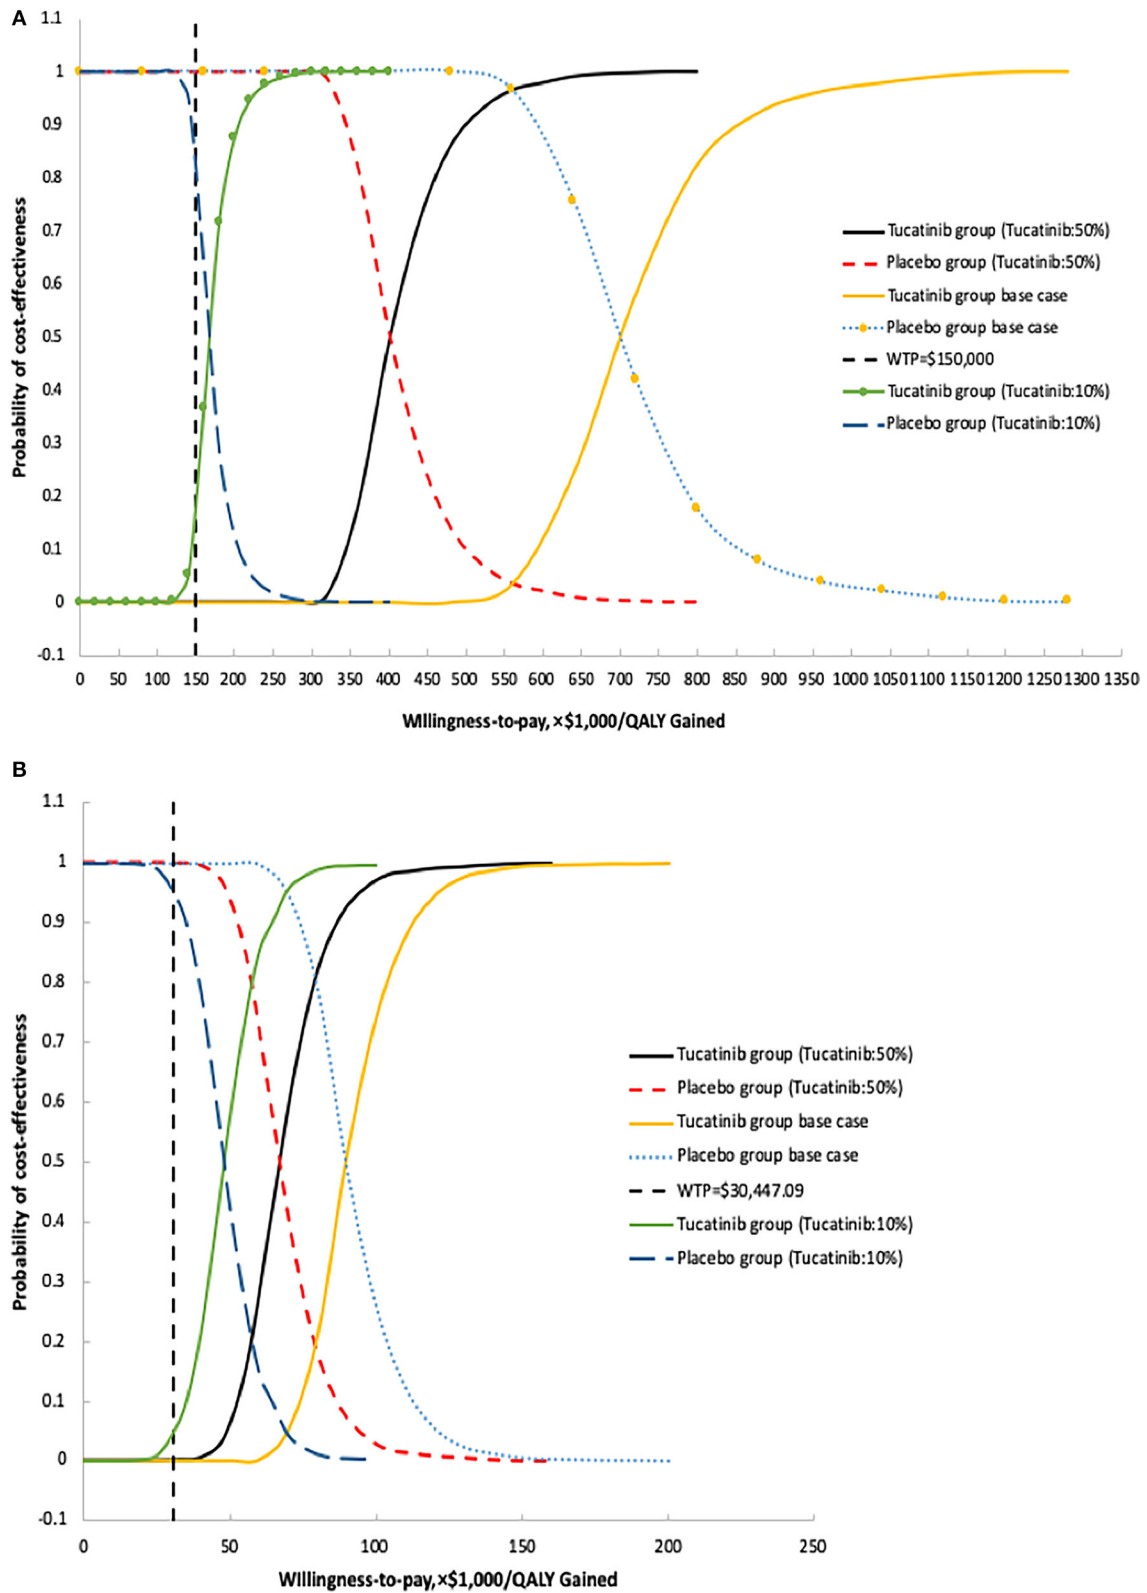 A
1.1
1
0.9
0.8
0.7
0.6
0.5
0.4
0.3
0.2
0.1
0
-0.1
Probability of cost-effectiveness
Tucatinib group (Tucatinib:50%)
Placebo group (Tucatinib:50%)
Tucatinib group base case
Placebo group base case
WTP=$150,000
Tucatinib group (Tucatinib:10%)
Placebo group (Tucatinib:10%)
0 50 100 150 200 250 300 350 400 450 500 550 600 650 700 750 800 850 900 950 1000 1050 1100 1150 1200 1250 1300 1350
Willingness-to-pay,×$1,000/QALY Gained
B
1.1
1
0.9
0.8
0.7
0.6
0.5
0.4
0.3
0.2
0.1
0
-0.1
Probability of cost-effectiveness
Tucatinib group (Tucatinib:50%)
Placebo group (Tucatinib:50%)
Tucatinib group base case
Placebo group base case
WTP=$30,447.09
Tucatinib group (Tucatinib:10%)
Placebo group (Tucatinib:10%)
0 50 100 150 200 250
Willingness-to-pay,×$1,000/QALY Gained